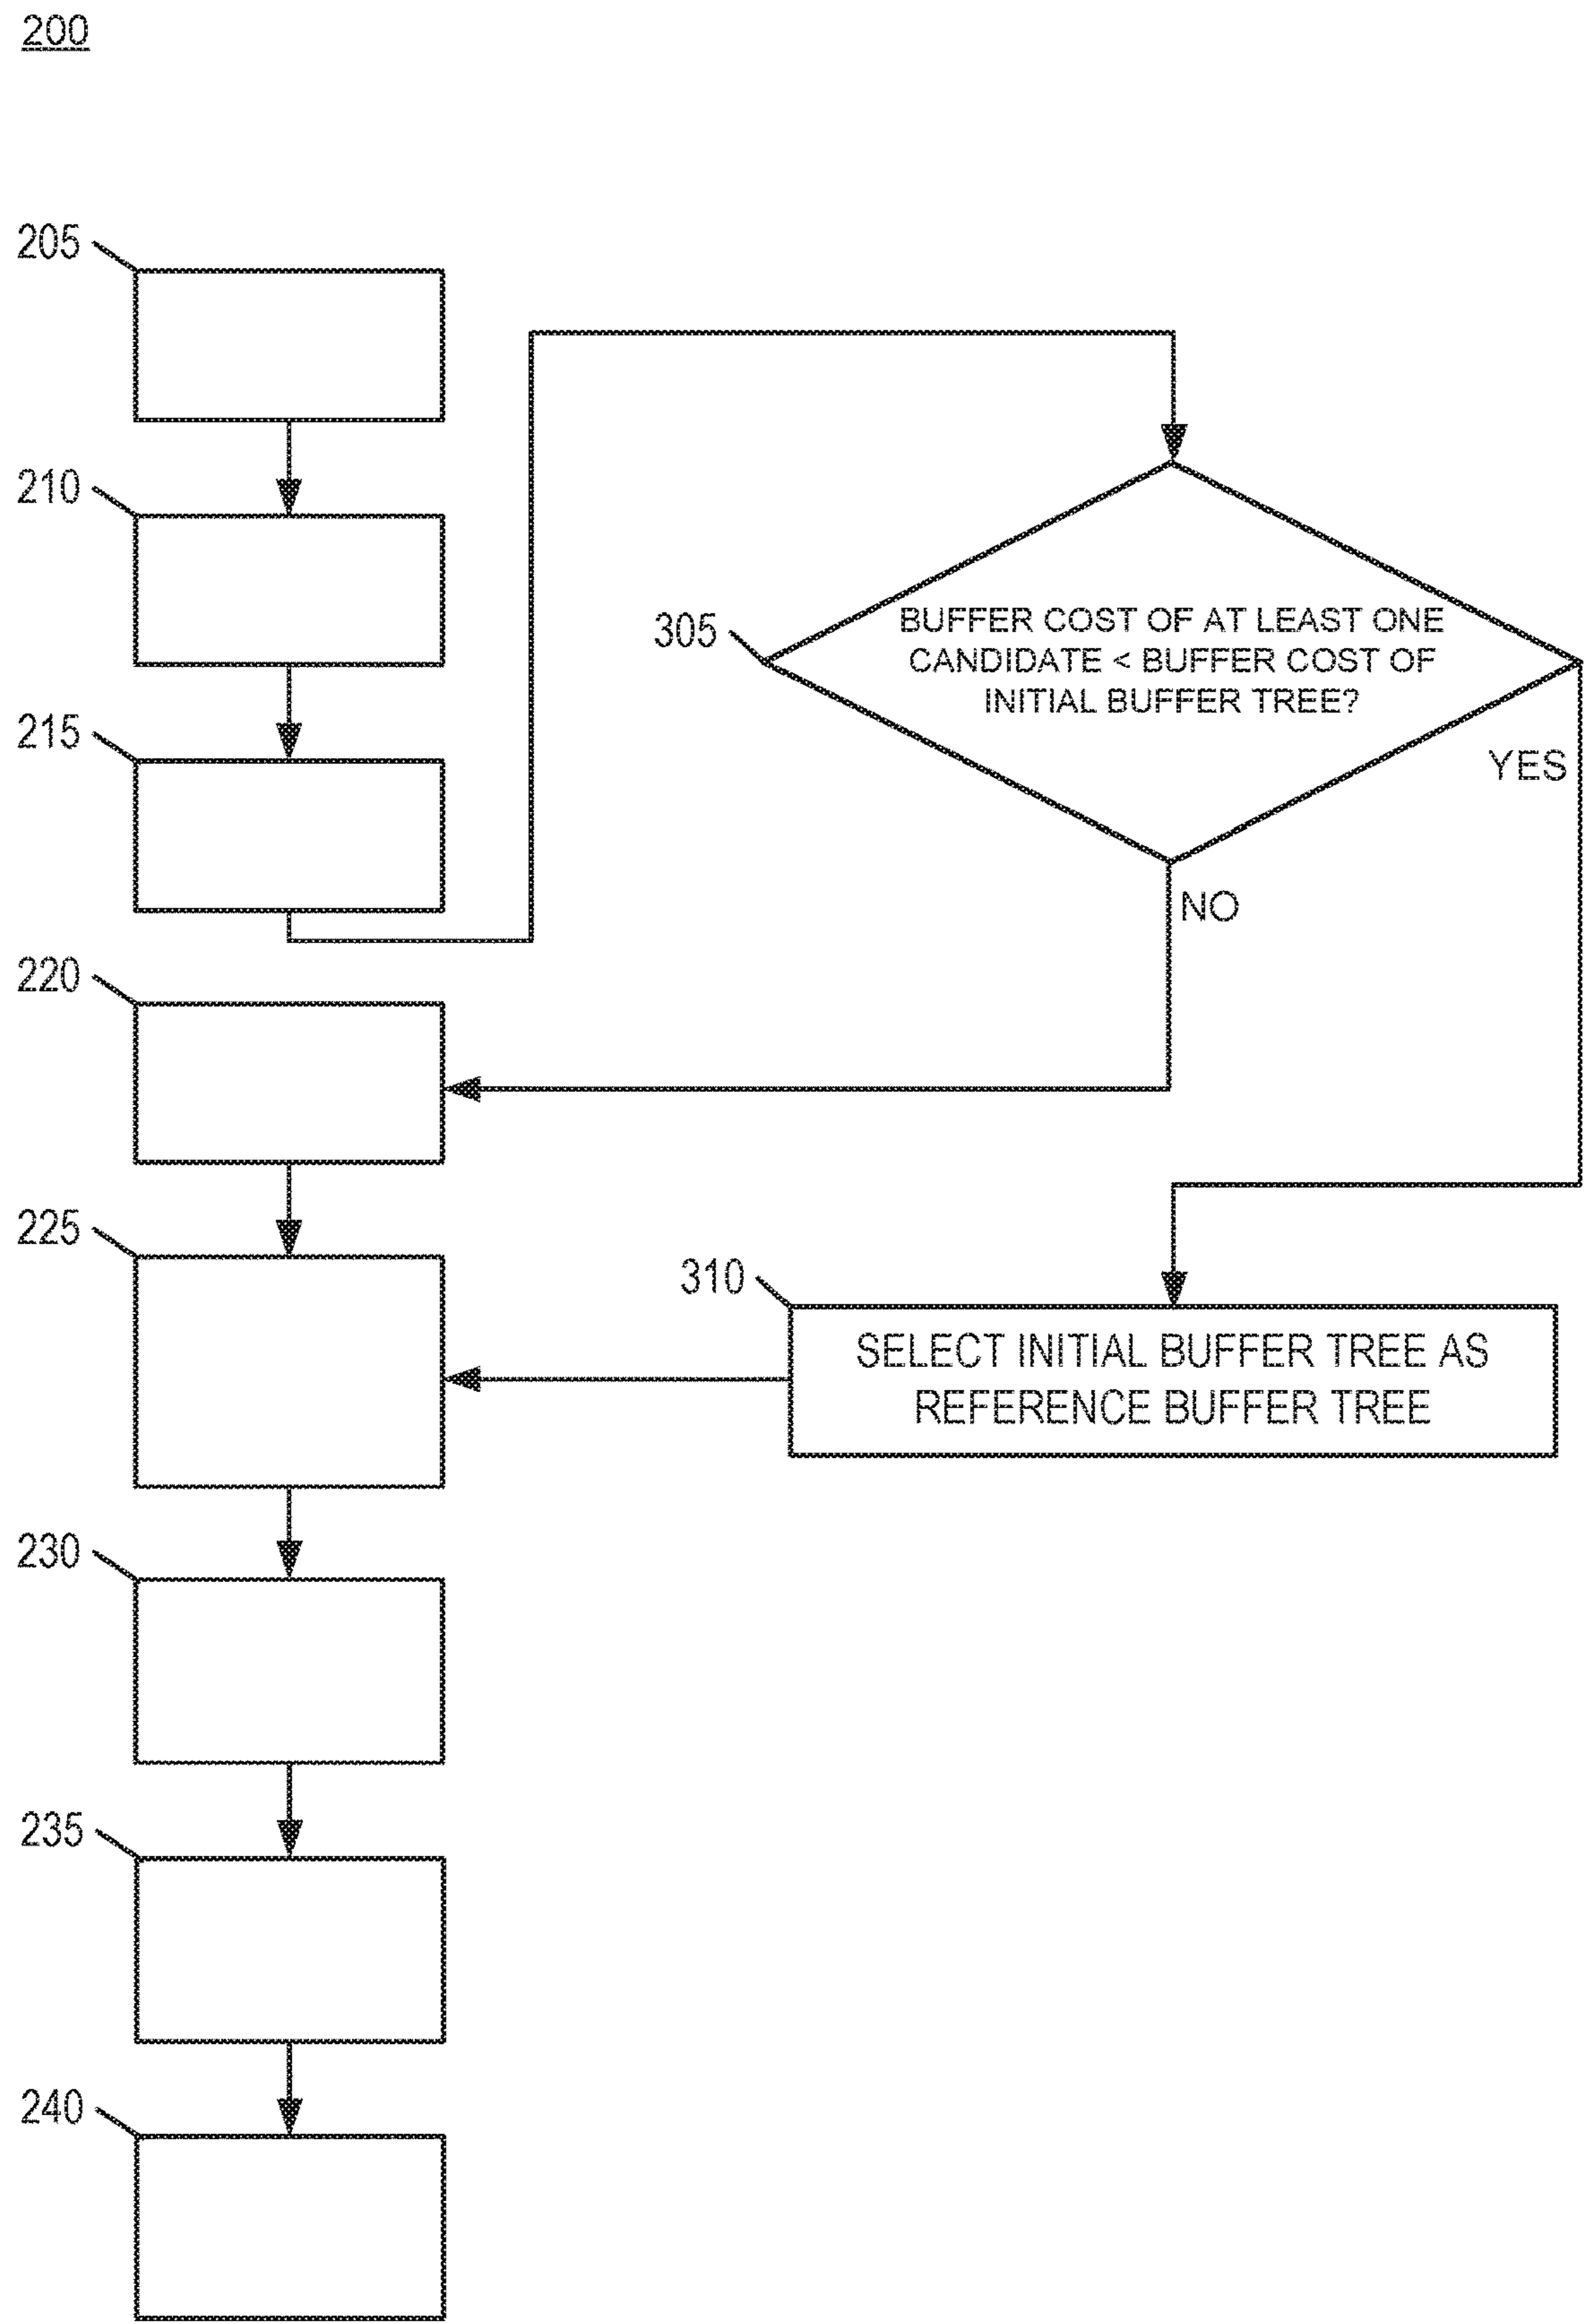 200
205
210
215
220
225
230
235
240
305
BUFFER COST OF AT LEAST ONE
CANDIDATE < BUFFER COST OF
INITIAL BUFFER TREE?
YES
NO
310
SELECT INITIAL BUFFER TREE AS
REFERENCE BUFFER TREE